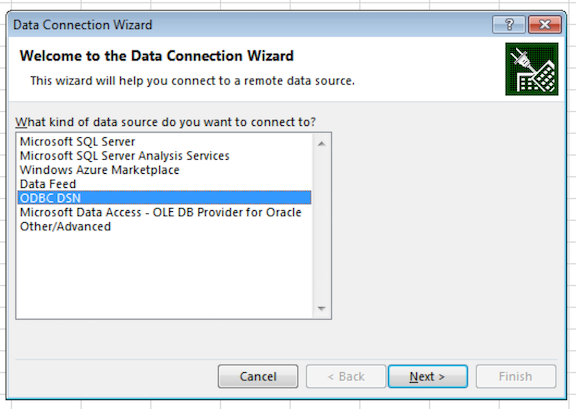 Data Connection Wizard
?
Welcome to the Data Connection Wizard
This wizard will help you connect to a remote data source.
What kind of data source do you want to connect to?
Microsoft SQL Server
Microsoft SQL Server Analysis Services
Windows Azure Marketplace
Data Feed
ODBC DSN
Microsoft Data Access - OLE DB Provider for Oracle
Other/Advanced
Cancel
< Back
Next >
Finish